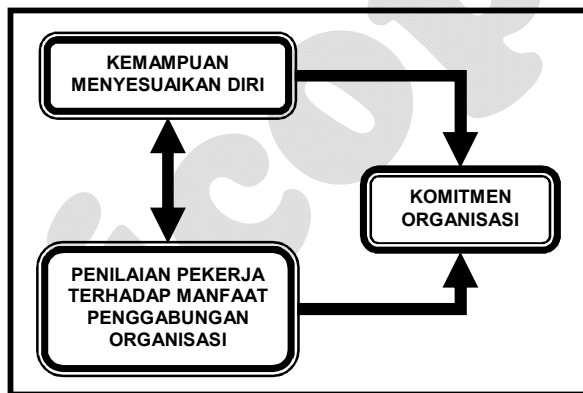 KEMAMPUAN
MENYESUAIKAN DIRI
KOMITMEN
ORGANISASI
PENILAIAN PEKERJA
TERHADAP MANFAAT
PENGGABUNGAN
ORGANISASI